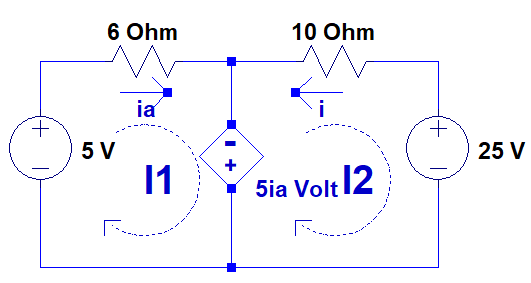 6 Ohm
10 Ohm
ia
i
+
−
5 V
I1
-
+
5ia Volt
I2
+
−
25 V